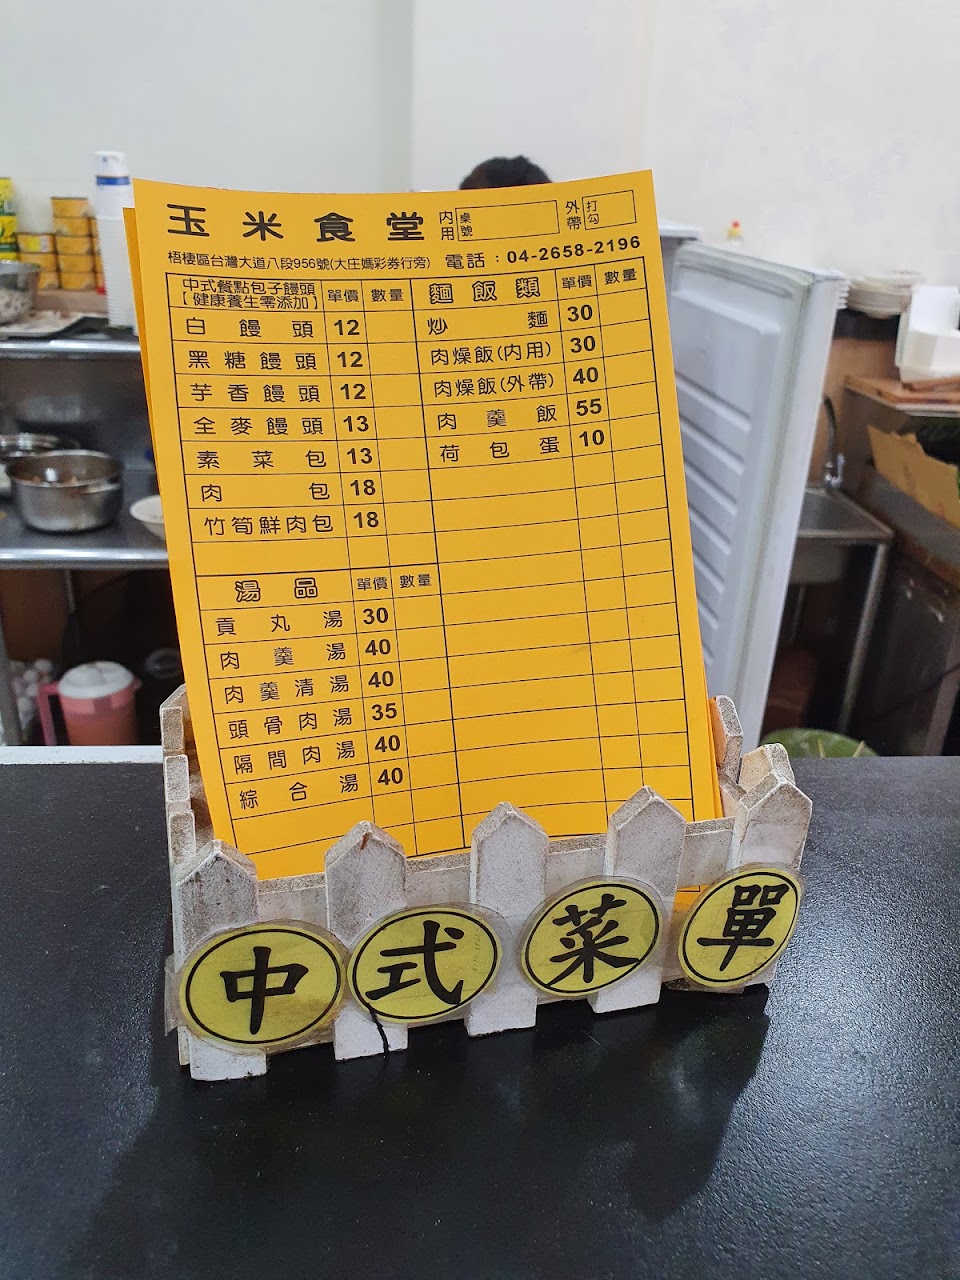 玉米食堂 內用 桌號 外帶 打勾
梧棲區台灣大道八段956號(大庄媽彩券行旁) 電話：04-2658-2196
中式餐點包子饅頭【健康養生零添加】 單價 數量
白饅頭 12
黑糖饅頭 12
芋香饅頭 12
全麥饅頭 13
素菜包 13
肉包 18
竹筍鮮肉包 18
湯品 單價 數量
貢丸湯 30
肉羹湯 40
肉羹清湯 40
頭骨肉湯 35
隔間肉湯 40
綜合湯 40
麵飯類 單價 數量
炒麵 30
肉燥飯(內用) 30
肉燥飯(外帶) 40
肉羹飯 55
荷包蛋 10
中式菜單